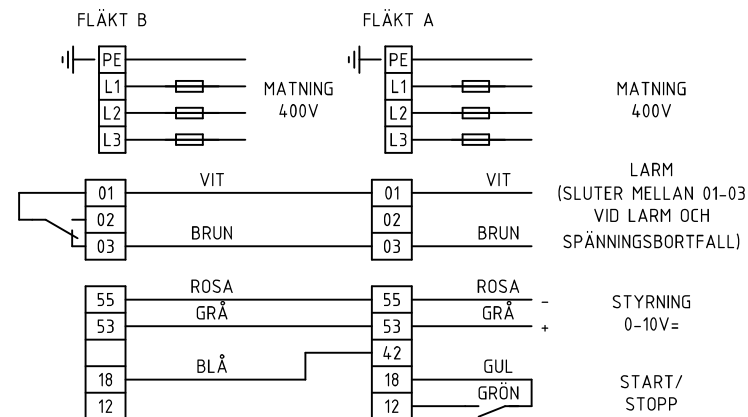 FLÄKT B FLÄKT A
PE PE
L1 L1
MATNING MATNING MATNING
L2 L2
400V 400V 400V
L3 L3
LARM
01 VIT 01 VIT (SLUTER MELLAN 01-03
02 02 VID LARM OCH
03 BRUN 03 BRUN SPÄNNINGSBORTFALL)
55 ROSA 55 ROSA - STYRNING
53 GRÅ 53 GRÅ + 0-10V=
42
18 BLÅ 18 GUL START/
12 12 GRÖN STOPP